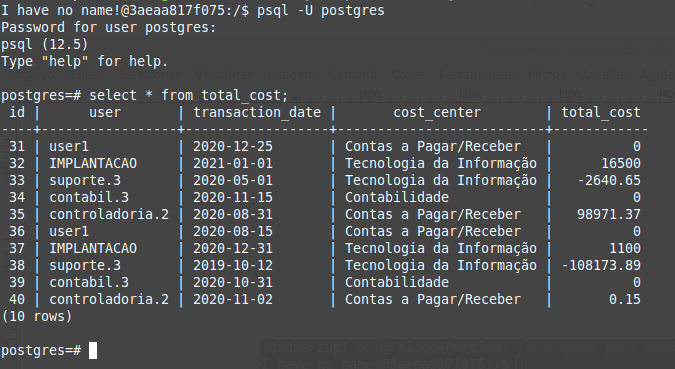 I have no name!@3aeaa817f075:/$ psql -U postgres
Password for user postgres:
psql (12.5)
Type "help" for help.

postgres=# select * from total_cost;
 id |      user       | transaction_date |       cost_center        | total_cost
----+-----------------+------------------+--------------------------+------------
 31 | user1           | 2020-12-25       | Contas a Pagar/Receber   |          0
 32 | IMPLANTACAO     | 2021-01-01       | Tecnologia da Informação |      16500
 33 | suporte.3       | 2020-05-01       | Tecnologia da Informação |   -2640.65
 34 | contabil.3      | 2020-11-15       | Contabilidade            |          0
 35 | controladoria.2 | 2020-08-31       | Contas a Pagar/Receber   |   98971.37
 36 | user1           | 2020-08-15       | Contas a Pagar/Receber   |          0
 37 | IMPLANTACAO     | 2020-12-31       | Tecnologia da Informação |       1100
 38 | suporte.3       | 2019-10-12       | Tecnologia da Informação | -108173.89
 39 | contabil.3      | 2020-10-31       | Contabilidade            |          0
 40 | controladoria.2 | 2020-11-02       | Contas a Pagar/Receber   |       0.15
(10 rows)

postgres=#